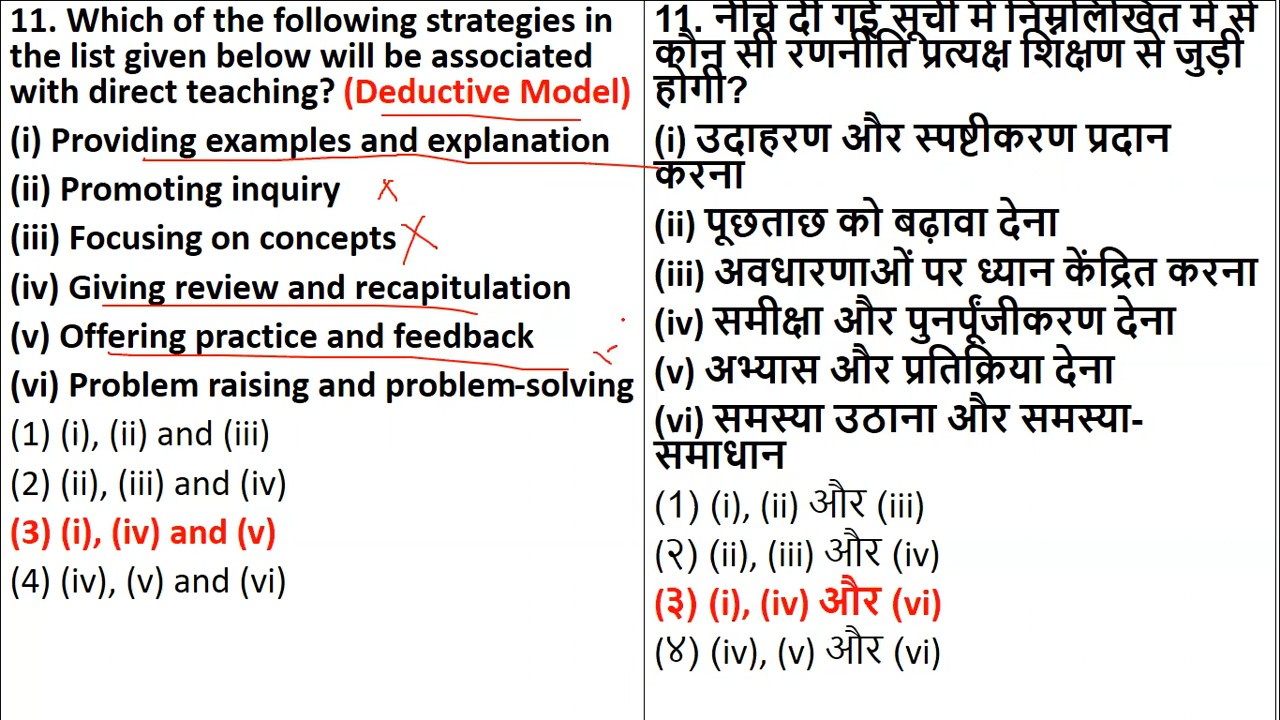 11. Which of the following strategies in
the list given below will be associated
with direct teaching? (Deductive Model)
(i) Providing examples and explanation
(ii) Promoting inquiry
(iii) Focusing on concepts
(iv) Giving review and recapitulation
(v) Offering practice and feedback
(vi) Problem raising and problem-solving
(1) (i), (ii) and (iii)
(2) (ii), (iii) and (iv)
(3) (i), (iv) and (v)
(4) (iv), (v) and (vi)
11. नीचे दी गई सूची में निम्नलिखित में से
कौन सी रणनीति प्रत्यक्ष शिक्षण से जुड़ी
होगी?
(i) उदाहरण और स्पष्टीकरण प्रदान
करना
(ii) पूछताछ को बढ़ावा देना
(iii) अवधारणाओं पर ध्यान केंद्रित करना
(iv) समीक्षा और पुनर्पूंजीकरण देना
(v) अभ्यास और प्रतिक्रिया देना
(vi) समस्या उठाना और समस्या-
समाधान
(1) (i), (ii) और (iii)
(२) (ii), (iii) और (iv)
(३) (i), (iv) और (vi)
(४) (iv), (v) और (vi)